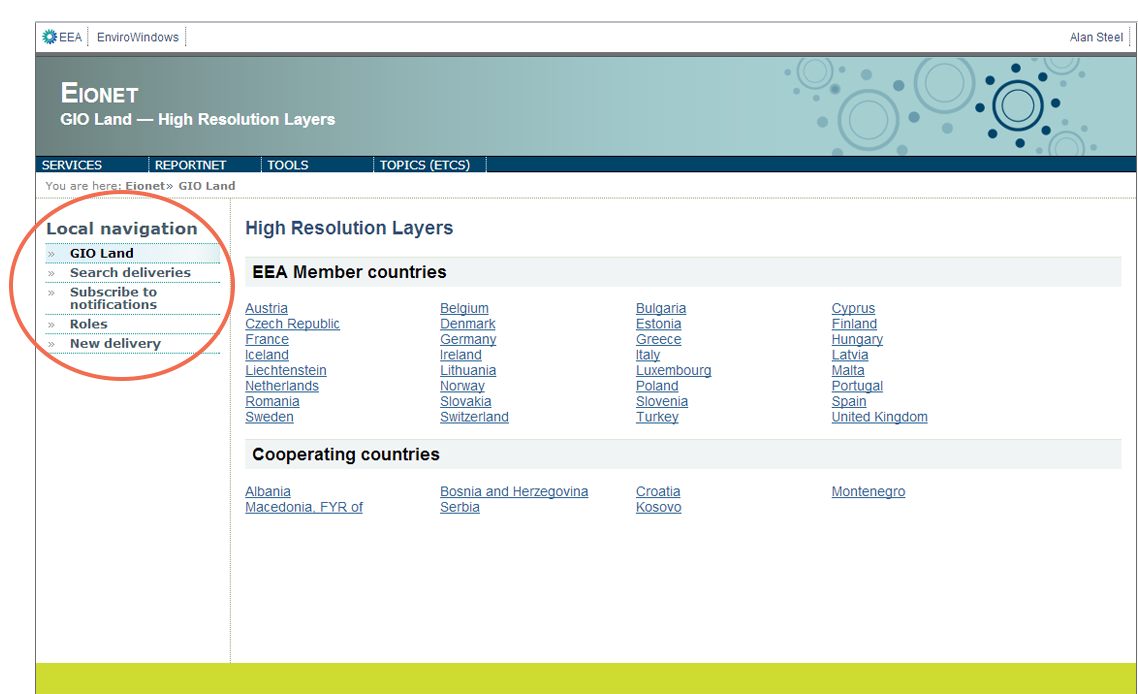 EEA EnviroWindows Alan Steel
EIONET
GIO Land — High Resolution Layers
SERVICES REPORTNET TOOLS TOPICS (ETCS)
You are here: Eionet» GIO Land
Local navigation
» GIO Land
» Search deliveries
» Subscribe to
notifications
» Roles
» New delivery
High Resolution Layers
EEA Member countries
Austria Belgium Bulgaria Cyprus
Czech Republic Denmark Estonia Finland
France Germany Greece Hungary
Iceland Ireland Italy Latvia
Liechtenstein Lithuania Luxembourg Malta
Netherlands Norway Poland Portugal
Romania Slovakia Slovenia Spain
Sweden Switzerland Turkey United Kingdom
Cooperating countries
Albania Bosnia and Herzegovina Croatia Montenegro
Macedonia, FYR of Serbia Kosovo